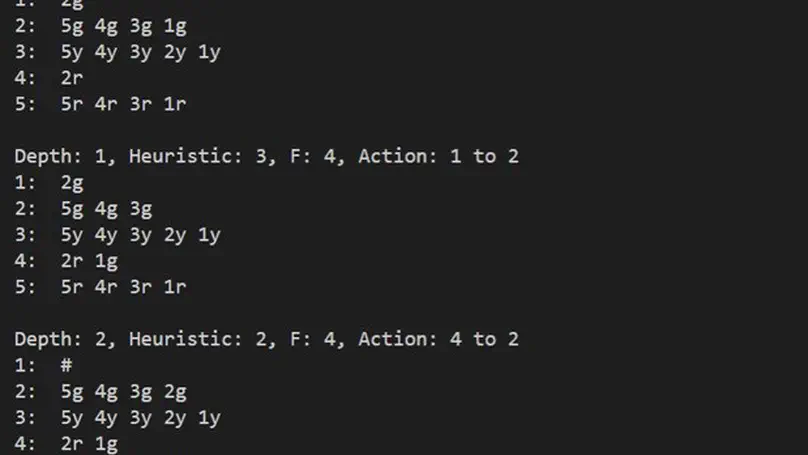 1:  2g
2:  5g 4g 3g 1g
3:  5y 4y 3y 2y 1y
4:  2r
5:  5r 4r 3r 1r
Depth: 1, Heuristic: 3, F: 4, Action: 1 to 2
1:  2g
2:  5g 4g 3g
3:  5y 4y 3y 2y 1y
4:  2r 1g
5:  5r 4r 3r 1r
Depth: 2, Heuristic: 2, F: 4, Action: 4 to 2
1:  #
2:  5g 4g 3g 2g
3:  5y 4y 3y 2y 1y
4:  2r 1g